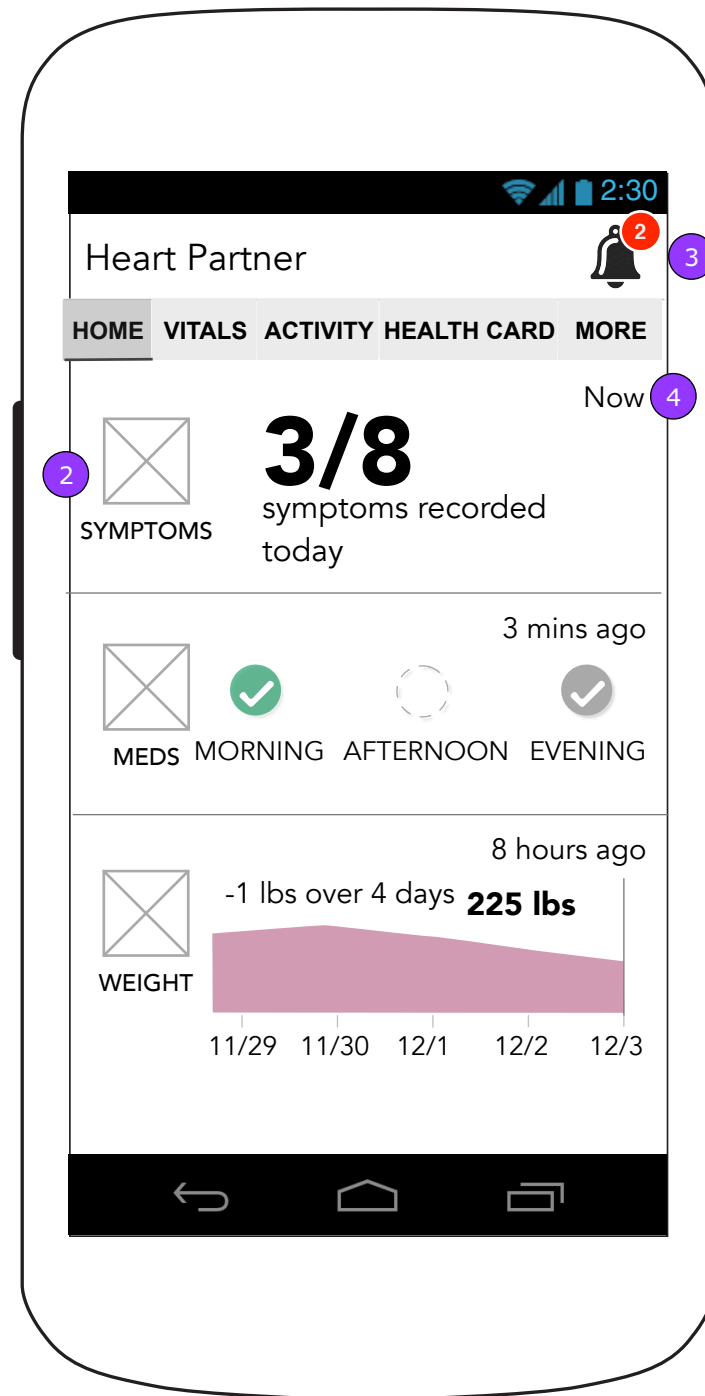 2:30
Heart Partner
2
3
HOME VITALS ACTIVITY HEALTH CARD MORE
Now
4
2
3/8
symptoms recorded
today
SYMPTOMS
3 mins ago
MEDS
MORNING AFTERNOON EVENING
8 hours ago
-1 lbs over 4 days 225 lbs
WEIGHT
11/29 11/30 12/1 12/2 12/3